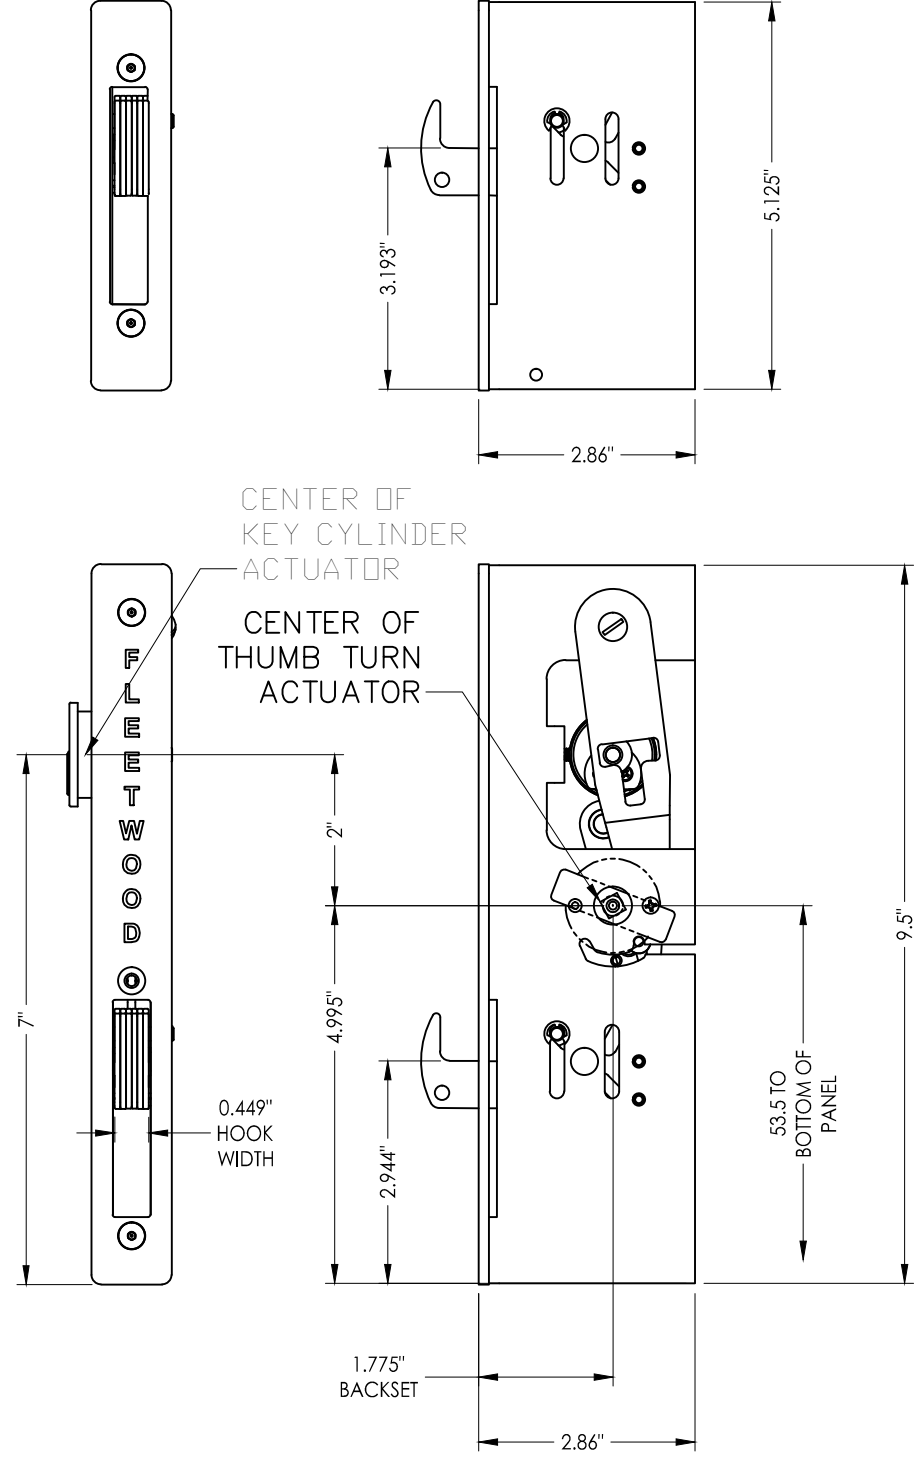 5.125"
3.193"
2.86"
CENTER OF
KEY CYLINDER
ACTUATOR
CENTER OF
THUMB TURN
ACTUATOR
FLEETWOOD
2"
9.5"
7"
4.995"
53.5 TO
BOTTOM OF
PANEL
0.449"
HOOK
WIDTH
2.944"
1.775"
BACKSET
2.86"